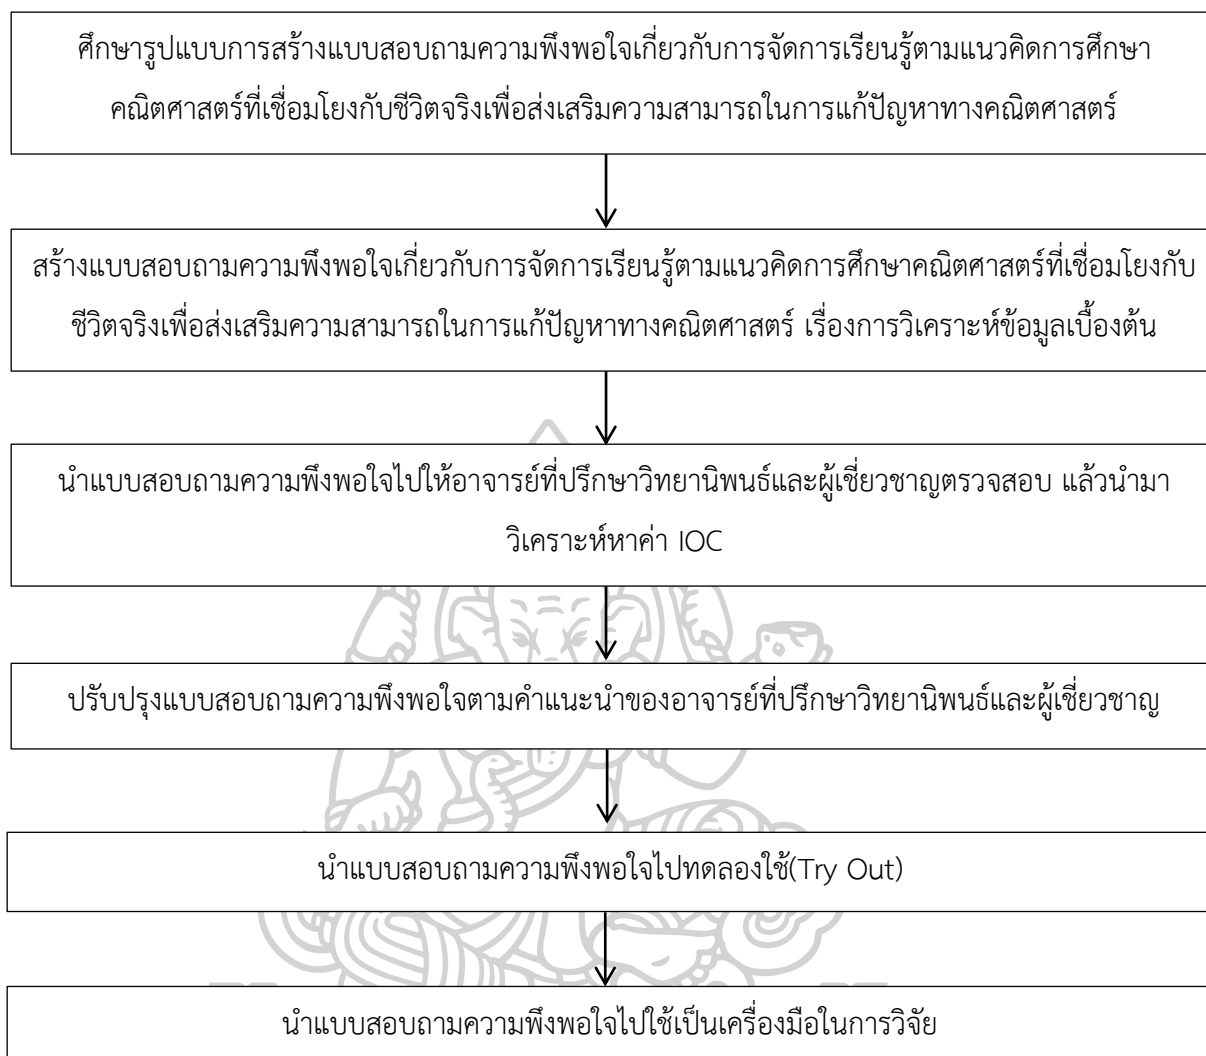 ศึกษารูปแบบการสร้างแบบสอบถามความพึงพอใจเกี่ยวกับการจัดการเรียนรู้ตามแนวคิดการศึกษา
คณิตศาสตร์ที่เชื่อมโยงกับชีวิตจริงเพื่อส่งเสริมความสามารถในการแก้ปัญหาทางคณิตศาสตร์
สร้างแบบสอบถามความพึงพอใจเกี่ยวกับการจัดการเรียนรู้ตามแนวคิดการศึกษาคณิตศาสตร์ที่เชื่อมโยงกับ
ชีวิตจริงเพื่อส่งเสริมความสามารถในการแก้ปัญหาทางคณิตศาสตร์ เรื่องการวิเคราะห์ข้อมูลเบื้องต้น
นำแบบสอบถามความพึงพอใจไปให้อาจารย์ที่ปรึกษาวิทยานิพนธ์และผู้เชี่ยวชาญตรวจสอบ แล้วนำมา
วิเคราะห์หาค่า IOC
ปรับปรุงแบบสอบถามความพึงพอใจตามคำแนะนำของอาจารย์ที่ปรึกษาวิทยานิพนธ์และผู้เชี่ยวชาญ
นำแบบสอบถามความพึงพอใจไปทดลองใช้(Try Out)
นำแบบสอบถามความพึงพอใจไปใช้เป็นเครื่องมือในการวิจัย